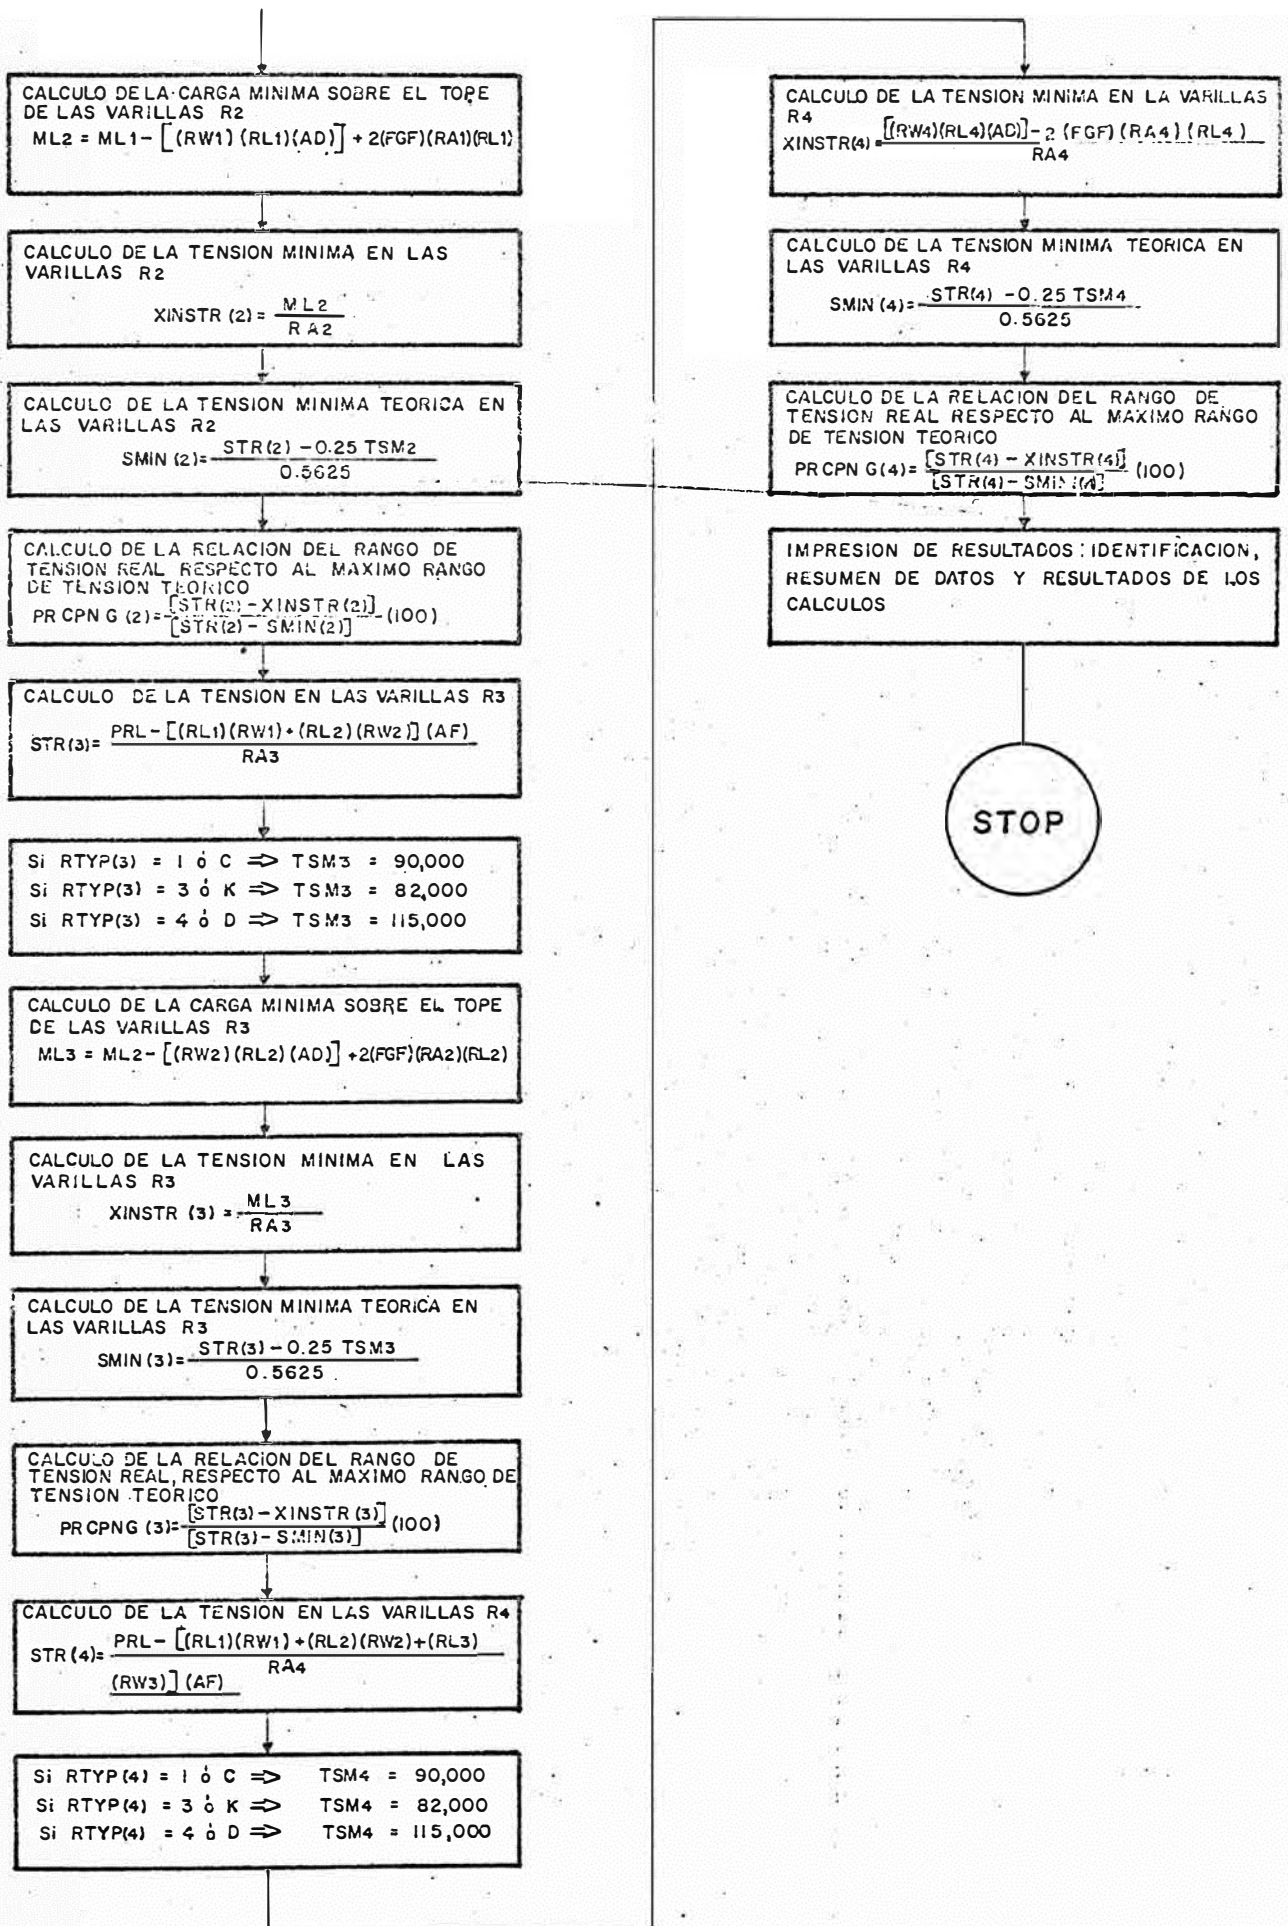 CALCULO DE LA CARGA MINIMA SOBRE EL TOPE
DE LAS VARILLAS R2
ML2 = ML1 - [(RW1) (RL1)(AD)] + 2(FGF)(RA1)(RL1)
CALCULO DE LA TENSION MINIMA EN LAS
VARILLAS R2
XINSTR (2) = ML2
RA2
CALCULO DE LA TENSION MINIMA TEORICA EN
LAS VARILLAS R2
SMIN (2) = STR(2) - 0.25 TSM2
0.5625
CALCULO DE LA RELACION DEL RANGO DE
TENSION REAL RESPECTO AL MAXIMO RANGO
DE TENSION TEORICO
PR CPN G (2) = [STR(2) - XINSTR(2)] (100)
[STR(2) - SMIN(2)]
CALCULO DE LA TENSION EN LAS VARILLAS R3
STR(3) = PRL - [(RL1)(RW1) + (RL2)(RW2)] (AF)
RA3
Si RTYP(3) = 1 ó C => TSM3 = 90,000
Si RTYP(3) = 3 ó K => TSM3 = 82,000
Si RTYP(3) = 4 ó D => TSM3 = 115,000
CALCULO DE LA CARGA MINIMA SOBRE EL TOPE
DE LAS VARILLAS R3
ML3 = ML2 - [(RW2)(RL2)(AD)] + 2(FGF)(RA2)(RL2)
CALCULO DE LA TENSION MINIMA EN LAS
VARILLAS R3
XINSTR (3) = ML3
RA3
CALCULO DE LA TENSION MINIMA TEORICA EN
LAS VARILLAS R3
SMIN (3) = STR(3) - 0.25 TSM3
0.5625
CALCULO DE LA RELACION DEL RANGO DE
TENSION REAL, RESPECTO AL MAXIMO RANGO DE
TENSION TEORICO
PR CPNG (3) = [STR(3) - XINSTR (3)] (100)
[STR(3) - SMIN(3)]
CALCULO DE LA TENSION EN LAS VARILLAS R4
STR (4) = PRL - [(RL1)(RW1) + (RL2)(RW2) + (RL3)
RA4
(RW3)] (AF)
Si RTYP(4) = 1 ó C => TSM4 = 90,000
Si RTYP(4) = 3 ó K => TSM4 = 82,000
Si RTYP(4) = 4 ó D => TSM4 = 115,000
CALCULO DE LA TENSION MINIMA EN LA VARILLAS
R4
XINSTR(4) = [(RW4)(RL4)(AD)] - 2 (FGF) (RA4) (RL4)
RA4
CALCULO DE LA TENSION MINIMA TEORICA EN
LAS VARILLAS R4
SMIN (4) = STR(4) - 0.25 TSM4
0.5625
CALCULO DE LA RELACION DEL RANGO DE
TENSION REAL RESPECTO AL MAXIMO RANGO
DE TENSION TEORICO
PR CPN G(4) = [STR(4) - XINSTR(4)] (100)
[STR(4) - SMIN(4)]
IMPRESION DE RESULTADOS : IDENTIFICACION,
RESUMEN DE DATOS Y RESULTADOS DE LOS
CALCULOS
STOP